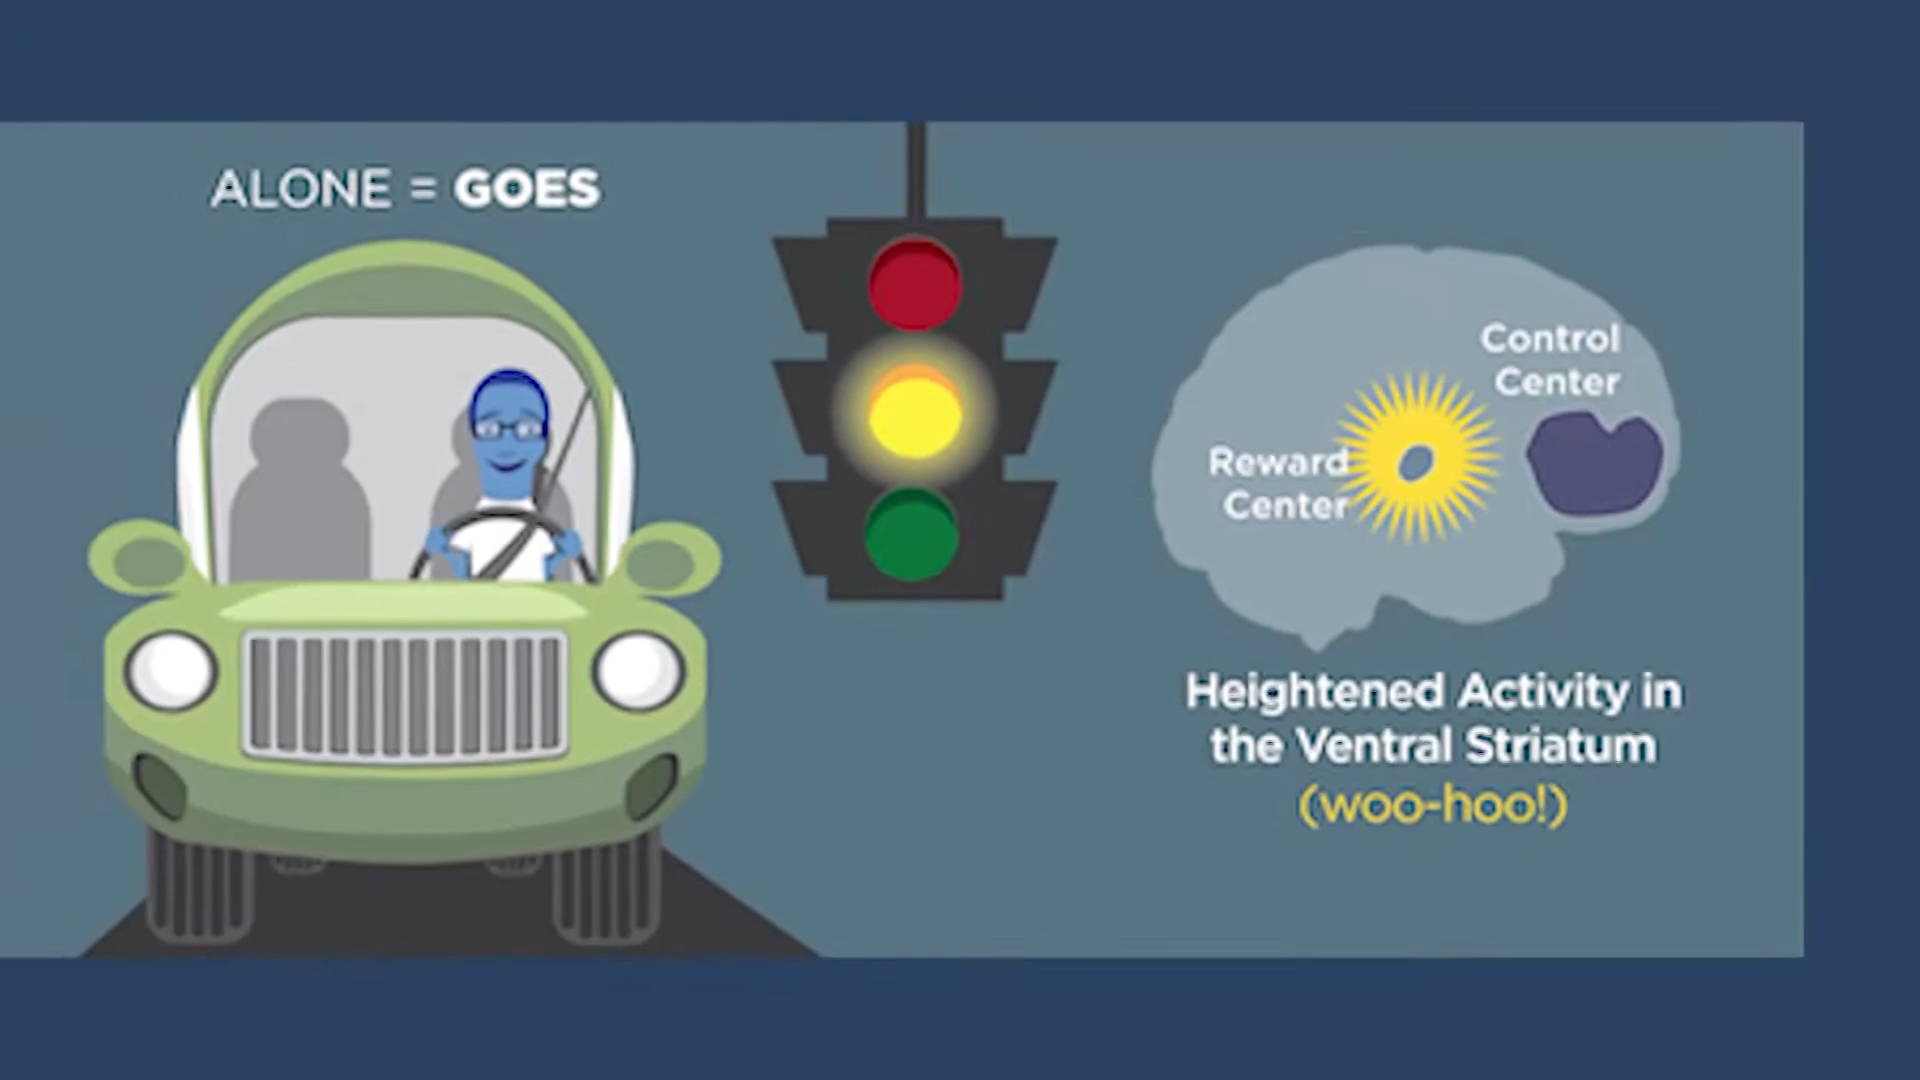 ALONE = GOES
Control
Center
Reward
Center
Heightened Activity in
the Ventral Striatum
(woo-hoo!)